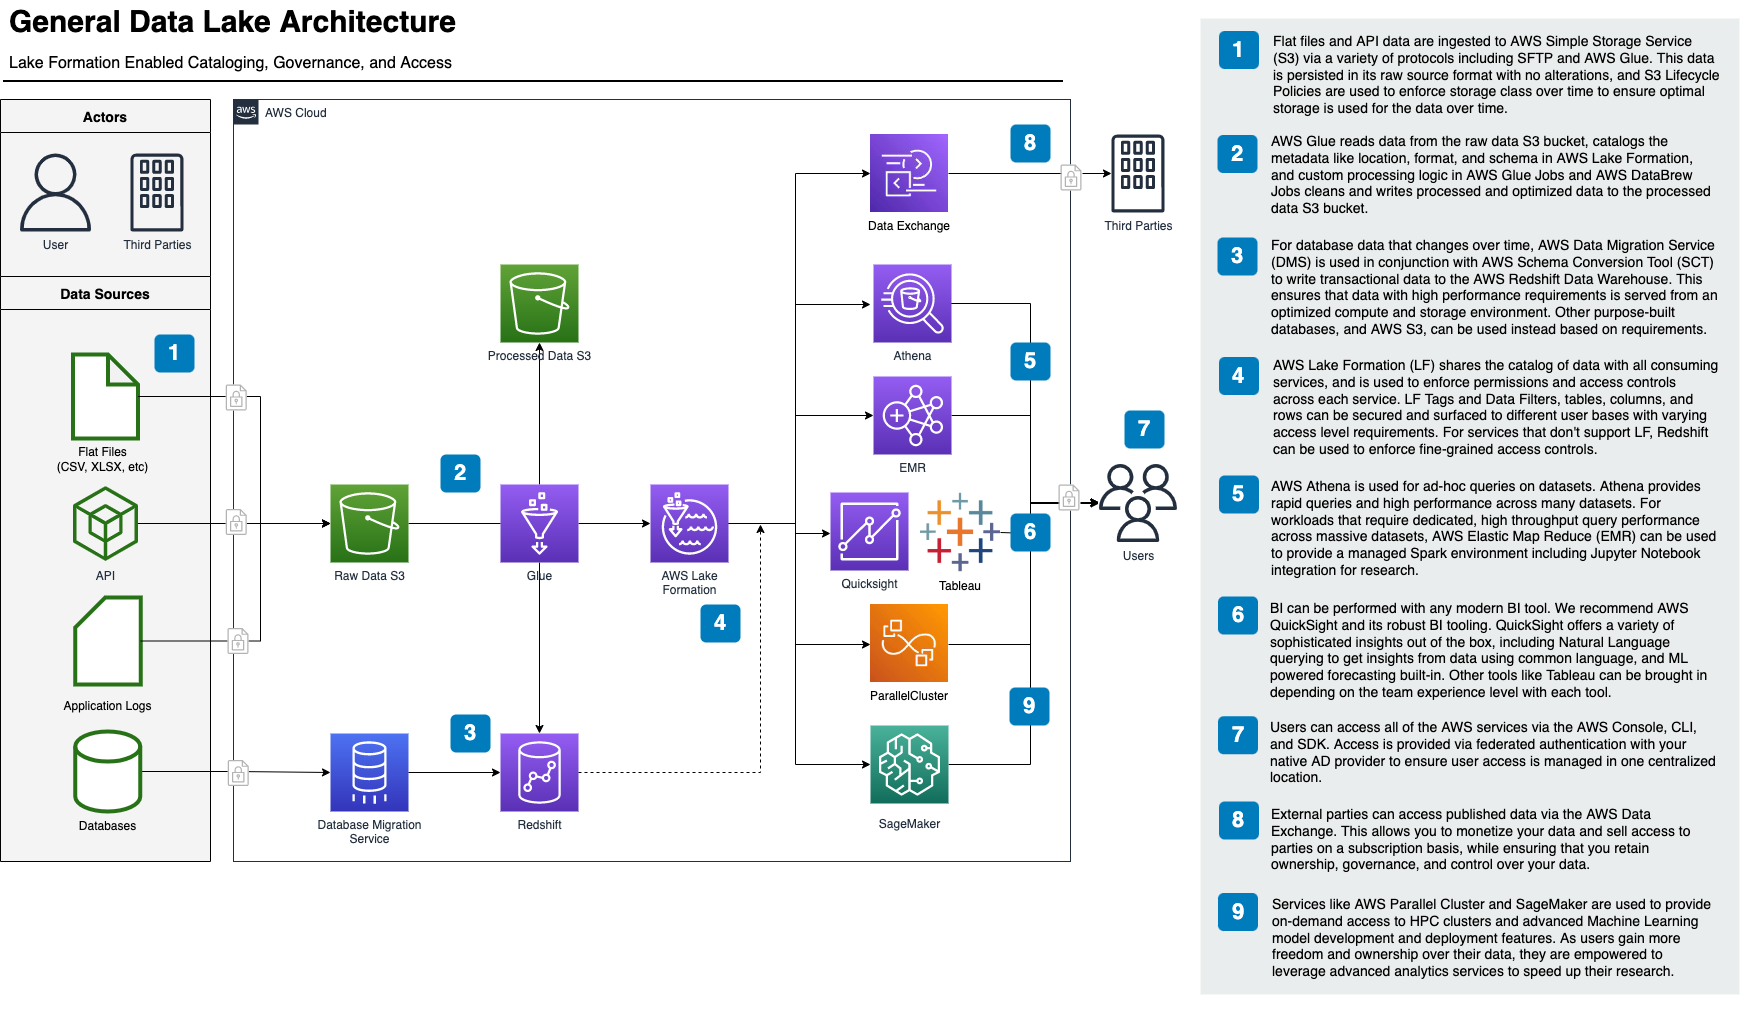 General Data Lake Architecture
Lake Formation Enabled Cataloging, Governance, and Access
Actors
User
Third Parties
Data Sources
1
Flat Files
(CSV, XLSX, etc)
API
Application Logs
Databases
aws
AWS Cloud
Processed Data S3
2
Raw Data S3
Glue
AWS Lake
Formation
4
3
Database Migration
Service
Redshift
8
Data Exchange
Third Parties
Athena
5
EMR
7
Quicksight
Tableau
6
Users
ParallelCluster
9
SageMaker
1
Flat files and API data are ingested to AWS Simple Storage Service
(S3) via a variety of protocols including SFTP and AWS Glue. This data
is persisted in its raw source format with no alterations, and S3 Lifecycle
Policies are used to enforce storage class over time to ensure optimal
storage is used for the data over time.
2
AWS Glue reads data from the raw data S3 bucket, catalogs the
metadata like location, format, and schema in AWS Lake Formation,
and custom processing logic in AWS Glue Jobs and AWS DataBrew
Jobs cleans and writes processed and optimized data to the processed
data S3 bucket.
3
For database data that changes over time, AWS Data Migration Service
(DMS) is used in conjunction with AWS Schema Conversion Tool (SCT)
to write transactional data to the AWS Redshift Data Warehouse. This
ensures that data with high performance requirements is served from an
optimized compute and storage environment. Other purpose-built
databases, and AWS S3, can be used instead based on requirements.
4
AWS Lake Formation (LF) shares the catalog of data with all consuming
services, and is used to enforce permissions and access controls
across each service. LF Tags and Data Filters, tables, columns, and
rows can be secured and surfaced to different user bases with varying
access level requirements. For services that don't support LF, Redshift
can be used to enforce fine-grained access controls.
5
AWS Athena is used for ad-hoc queries on datasets. Athena provides
rapid queries and high performance across many datasets. For
workloads that require dedicated, high throughput query performance
across massive datasets, AWS Elastic Map Reduce (EMR) can be used
to provide a managed Spark environment including Jupyter Notebook
integration for research.
6
BI can be performed with any modern BI tool. We recommend AWS
QuickSight and its robust BI tooling. QuickSight offers a variety of
sophisticated insights out of the box, including Natural Language
querying to get insights from data using common language, and ML
powered forecasting built-in. Other tools like Tableau can be brought in
depending on the team experience level with each tool.
7
Users can access all of the AWS services via the AWS Console, CLI,
and SDK. Access is provided via federated authentication with your
native AD provider to ensure user access is managed in one centralized
location.
8
External parties can access published data via the AWS Data
Exchange. This allows you to monetize your data and sell access to
parties on a subscription basis, while ensuring that you retain
ownership, governance, and control over your data.
9
Services like AWS Parallel Cluster and SageMaker are used to provide
on-demand access to HPC clusters and advanced Machine Learning
model development and deployment features. As users gain more
freedom and ownership over their data, they are empowered to
leverage advanced analytics services to speed up their research.